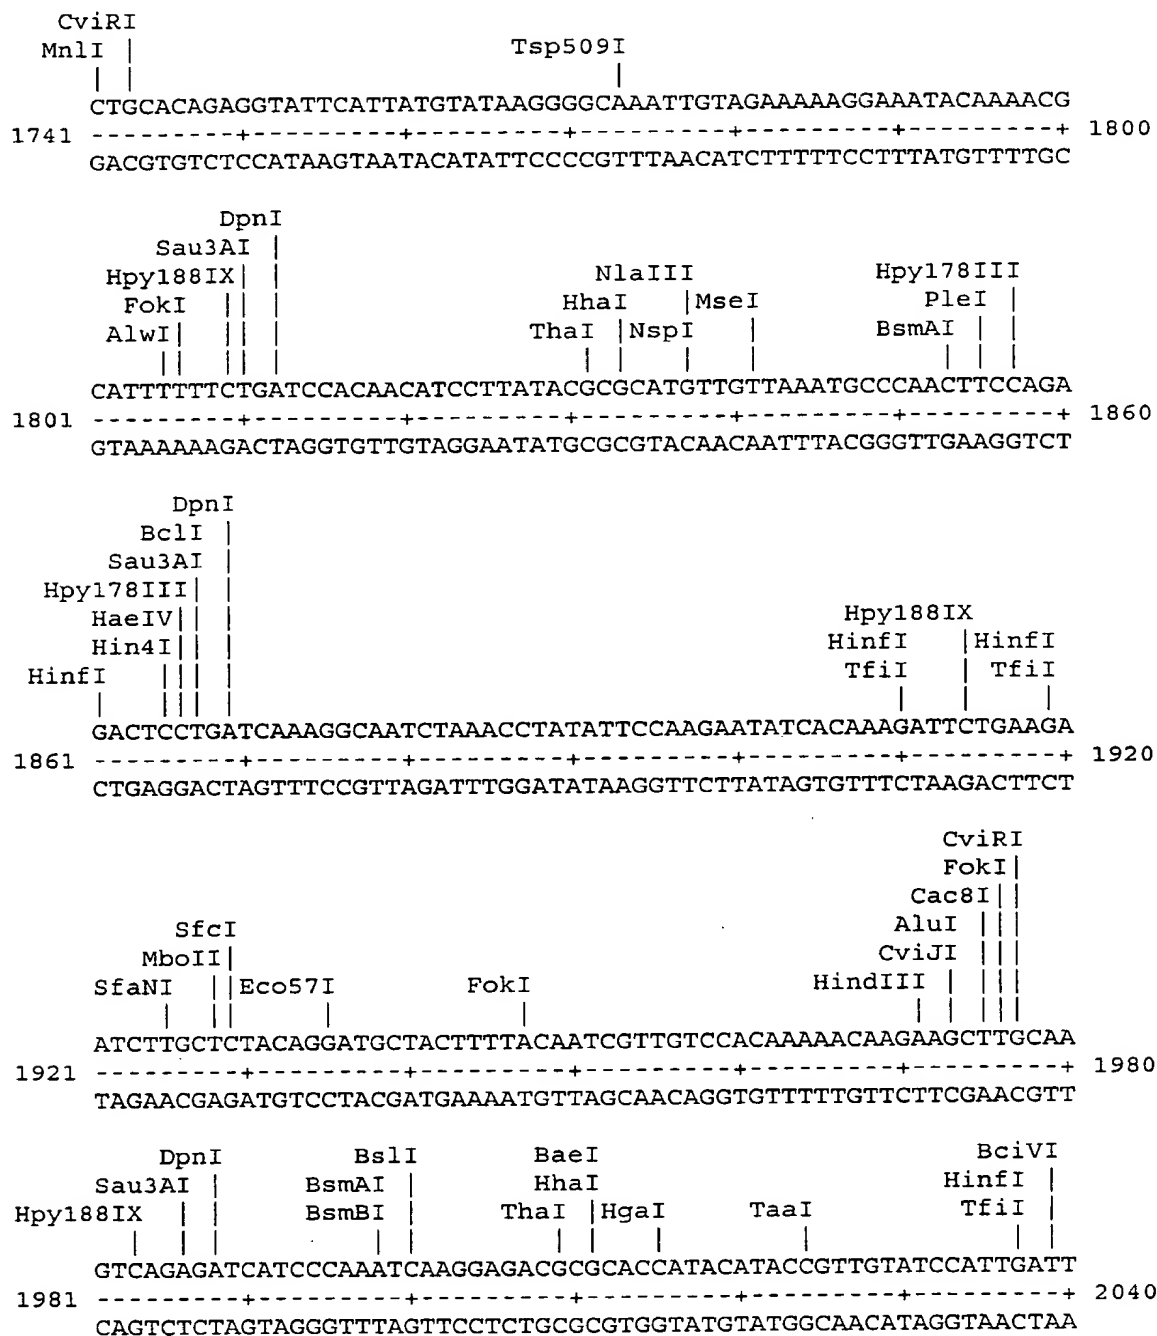 CviRI
MnlI | Tsp509I
| | |
CTGCACAGAGGTATTCATTATGTATAAGGGGCAAATTGTAGAAAAAGGAAATACAAAACG
1741 ---------+---------+---------+---------+---------+---------+ 1800
GACGTGTCTCCATAAGTAATACATATTCCCCGTTTAACATCTTTTTCCTTTATGTTTTGC
DpnI
Sau3AI |
Hpy188IX| | NlaIII Hpy178III
FokI || | HhaI |MseI PleI |
AlwI| || | ThaI |NspI | BsmAI | |
|| || | | | | | | | |
CATTTTTTCTGATCCACAACATCCTTATACGCGCATGTTGTTAAATGCCCAACTTCCAGA
1801 ---------+---------+---------+---------+---------+---------+ 1860
GTAAAAAAGACTAGGTGTTGTAGGAATATGCGCGTACAACAATTTACGGGTTGAAGGTCT
DpnI
BclI |
Sau3AI |
Hpy178III| |
HaeIV|| | Hpy188IX
Hin4I|| | HinfI |HinfI
HinfI ||| | TfiI | TfiI
| ||| | | | |
GACTCCTGATCAAAGGCAATCTAAACCTATATTCCAAGAATATCACAAAGATTCTGAAGA
1861 ---------+---------+---------+---------+---------+---------+ 1920
CTGAGGACTAGTTTCCGTTAGATTTGGATATAAGGTTCTTATAGTGTTTCTAAGACTTCT
CviRI
FokI|
Cac8I||
SfcI AluI |||
MboII| CviJI |||
SfaNI ||Eco57I FokI HindIII | |||
| || | | | | |||
ATCTTGCTCTACAGGATGCTACTTTTACAATCGTTGTCCACAAAAACAAGAAGCTTGCAA
1921 ---------+---------+---------+---------+---------+---------+ 1980
TAGAACGAGATGTCCTACGATGAAAATGTTAGCAACAGGTGTTTTTGTTCTTCGAACGTT
DpnI BslI BaeI BciVI
Sau3AI | BsmAI | HhaI HinfI |
Hpy188IX | | BsmBI | ThaI |HgaI TaaI TfiI |
| | | | | | | | | | |
GTCAGAGATCATCCCAAATCAAGGAGACGCGCACCATACATACCGTTGTATCCATTGATT
1981 ---------+---------+---------+---------+---------+---------+ 2040
CAGTCTCTAGTAGGGTTTAGTTCCTCTGCGCGTGGTATGTATGGCAACATAGGTAACTAA